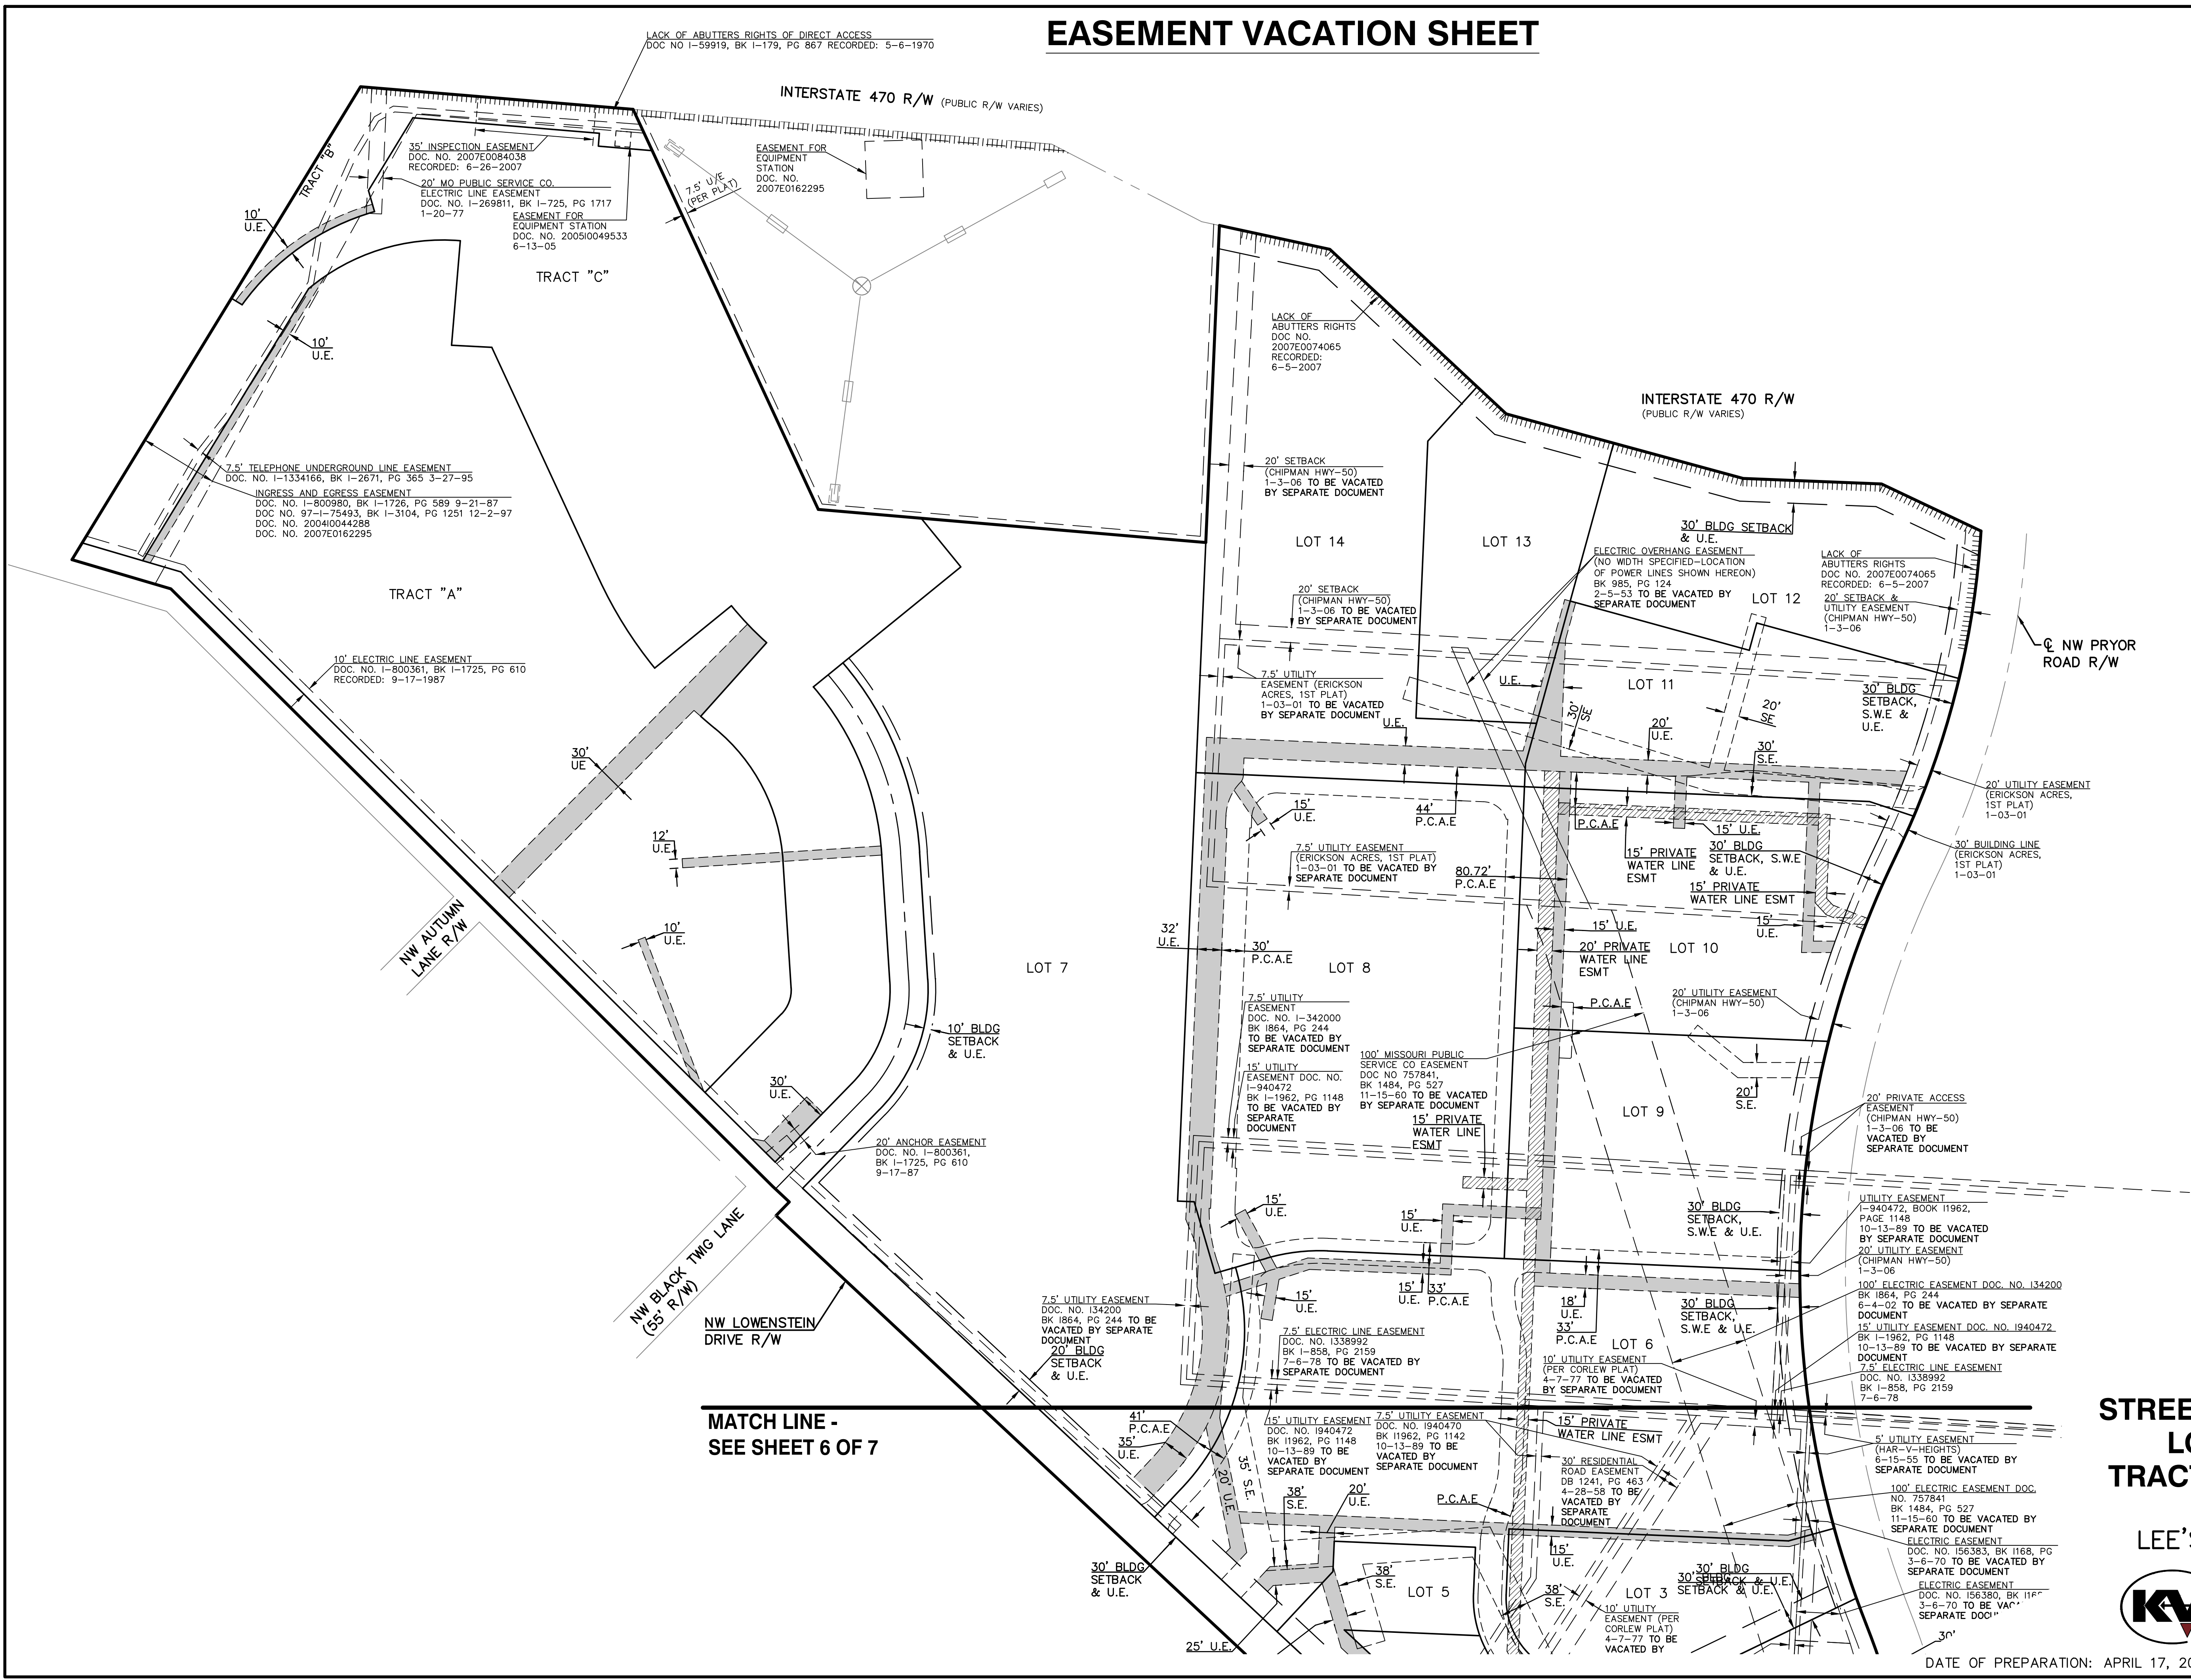 EASEMENT VACATION SHEET
LACK OF ABUTTERS RIGHTS OF DIRECT ACCESS
DOC NO I-59919, BK I-179, PG 867 RECORDED: 5-6-1970
INTERSTATE 470 R/W (PUBLIC R/W VARIES)
TRACT "B"
35' INSPECTION EASEMENT
DOC. NO. 2007E0084038
RECORDED: 6-26-2007
20' MO PUBLIC SERVICE CO.
ELECTRIC LINE EASEMENT
DOC. NO. I-269811, BK I-725, PG 1717
1-20-77
EASEMENT FOR
EQUIPMENT STATION
DOC. NO. 2005I0049533
6-13-05
7.5' U/E
(PER PLAT)
EASEMENT FOR
EQUIPMENT
STATION
DOC. NO.
2007E0162295
10'
U.E.
TRACT "C"
10'
U.E.
LACK OF
ABUTTERS RIGHTS
DOC NO.
2007E0074065
RECORDED:
6-5-2007
INTERSTATE 470 R/W
(PUBLIC R/W VARIES)
7.5' TELEPHONE UNDERGROUND LINE EASEMENT
DOC. NO. I-1334166, BK I-2671, PG 365 3-27-95
INGRESS AND EGRESS EASEMENT
DOC. NO. I-800980, BK I-1726, PG 589 9-21-87
DOC NO. 97-I-75493, BK I-3104, PG 1251 12-2-97
DOC. NO. 2004I0044288
DOC. NO. 2007E0162295
20' SETBACK
(CHIPMAN HWY-50)
1-3-06 TO BE VACATED
BY SEPARATE DOCUMENT
30' BLDG SETBACK
& U.E.
LOT 14
LOT 13
ELECTRIC OVERHANG EASEMENT
(NO WIDTH SPECIFIED-LOCATION
OF POWER LINES SHOWN HEREON)
BK 985, PG 124
2-5-53 TO BE VACATED BY
SEPARATE DOCUMENT
LACK OF
ABUTTERS RIGHTS
DOC NO. 2007E0074065
RECORDED: 6-5-2007
20' SETBACK &
UTILITY EASEMENT
(CHIPMAN HWY-50)
1-3-06
LOT 12
TRACT "A"
20' SETBACK
(CHIPMAN HWY-50)
1-3-06 TO BE VACATED
BY SEPARATE DOCUMENT
℄ NW PRYOR
ROAD R/W
10' ELECTRIC LINE EASEMENT
DOC. NO. I-800361, BK I-1725, PG 610
RECORDED: 9-17-1987
7.5' UTILITY
EASEMENT (ERICKSON
ACRES, 1ST PLAT)
1-03-01 TO BE VACATED
BY SEPARATE DOCUMENT
U.E.
LOT 11
30' BLDG
SETBACK,
S.W.E &
U.E.
30'
SE
20'
SE
U.E.
20'
U.E.
30'
S.E.
30'
UE
20' UTILITY EASEMENT
(ERICKSON ACRES,
1ST PLAT)
1-03-01
15'
U.E.
44'
P.C.A.E
P.C.A.E
15' U.E.
12'
U.E.
7.5' UTILITY EASEMENT
(ERICKSON ACRES, 1ST PLAT)
1-03-01 TO BE VACATED BY
SEPARATE DOCUMENT
80.72'
P.C.A.E
15' PRIVATE
WATER LINE
ESMT
30' BLDG
SETBACK, S.W.E
& U.E.
15' PRIVATE
WATER LINE ESMT
30' BUILDING LINE
(ERICKSON ACRES,
1ST PLAT)
1-03-01
NW AUTUMN
LANE R/W
10'
U.E.
32'
U.E.
30'
P.C.A.E
15' U.E.
15'
U.E.
20' PRIVATE
WATER LINE
ESMT
LOT 10
LOT 7
LOT 8
7.5' UTILITY
EASEMENT
DOC. NO. I-342000
BK I864, PG 244
TO BE VACATED BY
SEPARATE DOCUMENT
P.C.A.E
20' UTILITY EASEMENT
(CHIPMAN HWY-50)
1-3-06
10' BLDG
SETBACK
& U.E.
15' UTILITY
EASEMENT DOC. NO.
I-940472
BK I-1962, PG 1148
TO BE VACATED BY
SEPARATE
DOCUMENT
100' MISSOURI PUBLIC
SERVICE CO EASEMENT
DOC NO 757841,
BK 1484, PG 527
11-15-60 TO BE VACATED
BY SEPARATE DOCUMENT
15' PRIVATE
WATER LINE
ESMT
30'
U.E.
20'
S.E.
LOT 9
20' PRIVATE ACCESS
EASEMENT
(CHIPMAN HWY-50)
1-3-06 TO BE
VACATED BY
SEPARATE DOCUMENT
20' ANCHOR EASEMENT
DOC. NO. I-800361,
BK I-1725, PG 610
9-17-87
NW BLACK TWIG LANE
(55' R/W)
15'
U.E.
15'
U.E.
30' BLDG
SETBACK,
S.W.E & U.E.
UTILITY EASEMENT
I-940472, BOOK I1962,
PAGE 1148
10-13-89 TO BE VACATED
BY SEPARATE DOCUMENT
20' UTILITY EASEMENT
(CHIPMAN HWY-50)
1-3-06
NW LOWENSTEIN
DRIVE R/W
7.5' UTILITY EASEMENT
DOC. NO. I34200
BK I864, PG 244 TO BE
VACATED BY SEPARATE
DOCUMENT
20' BLDG
SETBACK
& U.E.
15'
U.E.
15'
U.E.
33'
P.C.A.E
18'
U.E.
33'
P.C.A.E
30' BLDG
SETBACK,
S.W.E & U.E.
LOT 6
100' ELECTRIC EASEMENT DOC. NO. I34200
BK I864, PG 244
6-4-02 TO BE VACATED BY SEPARATE
DOCUMENT
15' UTILITY EASEMENT DOC. NO. I940472
BK I-1962, PG 1148
10-13-89 TO BE VACATED BY SEPARATE
DOCUMENT
7.5' ELECTRIC LINE EASEMENT
DOC. NO. I338992
BK I-858, PG 2159
7-6-78
7.5' ELECTRIC LINE EASEMENT
DOC. NO. I338992
BK I-858, PG 2159
7-6-78 TO BE VACATED BY
SEPARATE DOCUMENT
10' UTILITY EASEMENT
(PER CORLEW PLAT)
4-7-77 TO BE VACATED
BY SEPARATE DOCUMENT
MATCH LINE -
SEE SHEET 6 OF 7
41'
P.C.A.E
35'
U.E.
20' U.E.
35' S.E.
15' UTILITY EASEMENT
DOC. NO. I940472
BK I1962, PG 1148
10-13-89 TO BE
VACATED BY
SEPARATE DOCUMENT
7.5' UTILITY EASEMENT
DOC. NO. I940470
BK I1962, PG 1142
10-13-89 TO BE
VACATED BY
SEPARATE DOCUMENT
15' PRIVATE
WATER LINE ESMT
30' RESIDENTIAL
ROAD EASEMENT
DB 1241, PG 463
4-28-58 TO BE
VACATED BY
SEPARATE
DOCUMENT
5' UTILITY EASEMENT
(HAR-V-HEIGHTS)
6-15-55 TO BE VACATED BY
SEPARATE DOCUMENT
100' ELECTRIC EASEMENT DOC.
NO. 757841
BK 1484, PG 527
11-15-60 TO BE VACATED BY
SEPARATE DOCUMENT
ELECTRIC EASEMENT
DOC. NO. I56383, BK I168, PG
3-6-70 TO BE VACATED BY
SEPARATE DOCUMENT
ELECTRIC EASEMENT
DOC. NO. I56380, BK
3-6-70 TO BE
SEPARATE
30'
38'
S.E.
20'
U.E.
P.C.A.E
15'
U.E.
30' BLDG
SETBACK
& U.E.
38'
S.E.
LOT 5
38'
S.E.
LOT 3
30' BLDG
SETBACK & U.E.
30' BLDG
SETBACK & U.E.
10' UTILITY
EASEMENT (PER
CORLEW PLAT)
4-7-77 TO BE
VACATED BY
25' U.E.
LEE'S
DATE OF PREPARATION: APRIL 17,